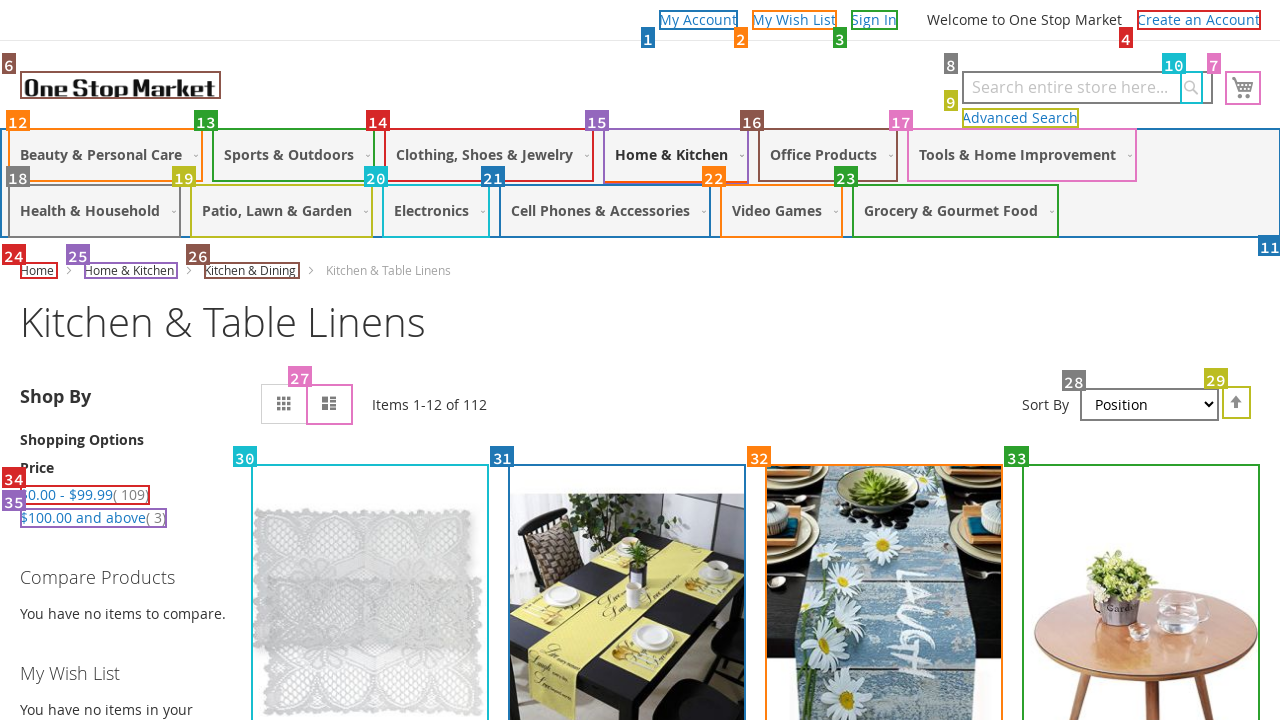 My Account My Wish List Sign In Welcome to One Stop Market Create an Account
1 2 3 4
6 8 10 7
One Stop Market Search entire store here...
9
Advanced Search
12 13 14 15 16 17
Beauty & Personal Care Sports & Outdoors Clothing, Shoes & Jewelry Home & Kitchen Office Products Tools & Home Improvement
18 19 20 21 22 23
Health & Household Patio, Lawn & Garden Electronics Cell Phones & Accessories Video Games Grocery & Gourmet Food
24 25 26 11
Home Home & Kitchen Kitchen & Dining Kitchen & Table Linens
Kitchen & Table Linens
27 28 29
Shop By
Items 1-12 of 112 Sort By Position
Shopping Options
30 31 32 33
Price
34
$0.00 - $99.99( 109)
35
$100.00 and above( 3)
LAUGH
Compare Products
You have no items to compare.
My Wish List
You have no items in your